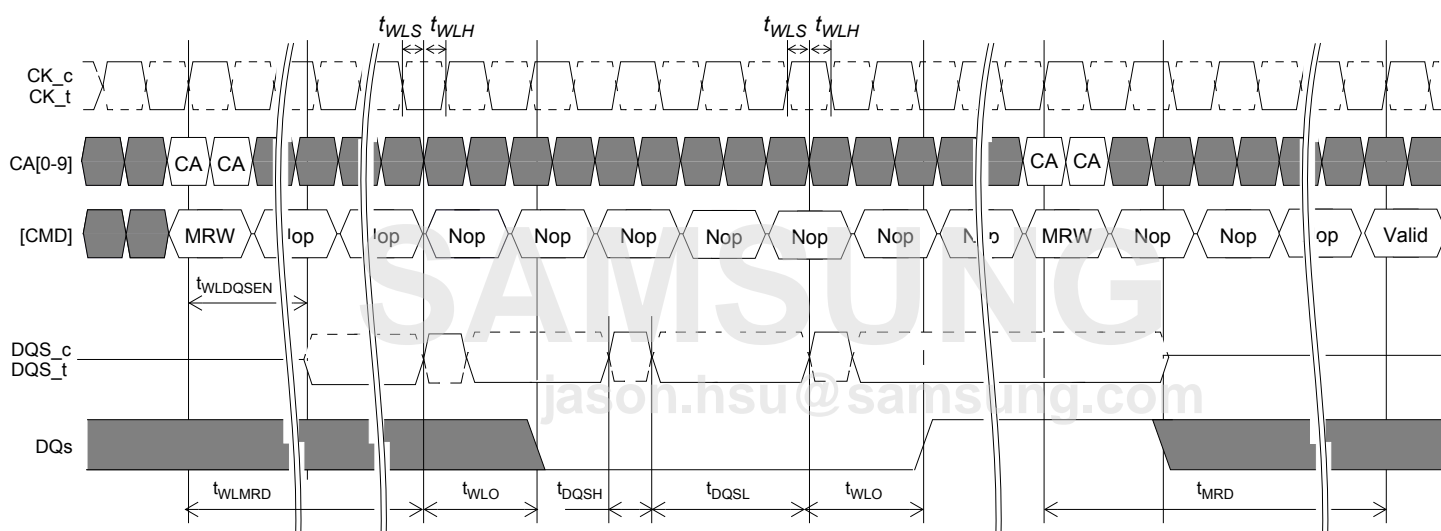 tWLS tWLH tWLS tWLH
CK_c
CK_t
CA[0-9] CA CA CA CA
[CMD] MRW Nop Nop Nop Nop Nop Nop Nop Nop MRW Nop Nop Valid
SAMSUNG
tWLDQSEN
DQS_c
DQS_t
jason.hsu@samsung.com
DQs
tWLMRD tWLO tDQSH tDQSL tWLO tMRD